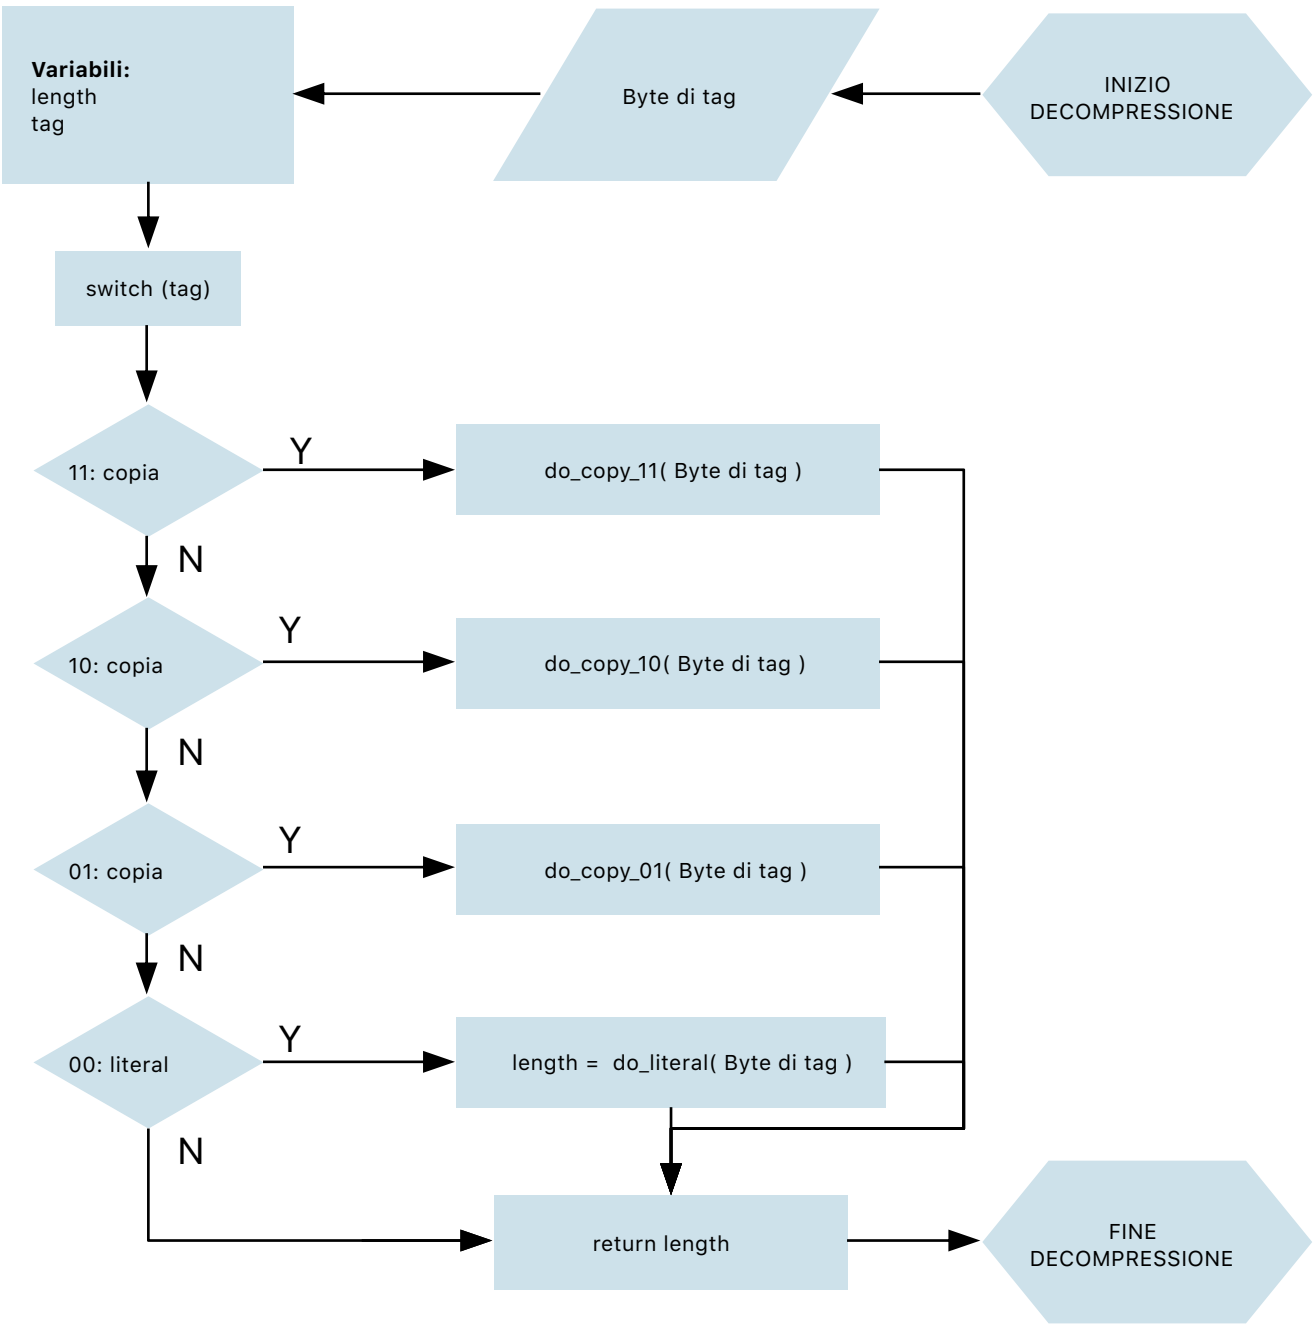 INIZIO
DECOMPRESSIONE
Byte di tag
Variabili:
length
tag
switch (tag)
11: copia
Y
do_copy_11( Byte di tag )
N
10: copia
Y
do_copy_10( Byte di tag )
N
01: copia
Y
do_copy_01( Byte di tag )
N
00: literal
Y
length =  do_literal( Byte di tag )
N
return length
FINE
DECOMPRESSIONE